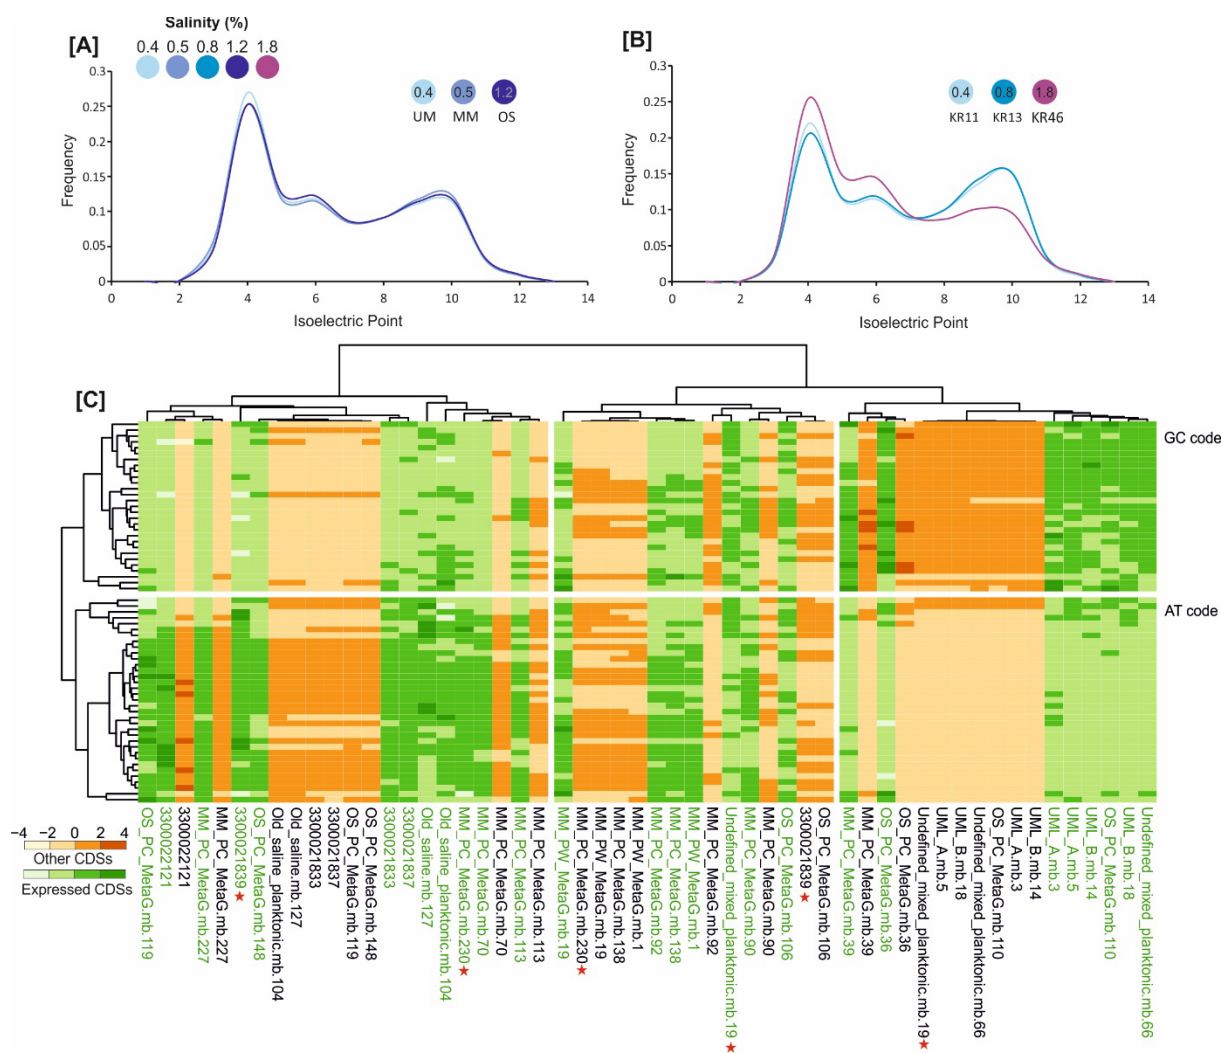 Salinity (%)
[A]
0.4 0.5 0.8 1.2 1.8
0.3
0.25
0.2
0.15
0.1
0.05
0
Frequency
0.4 0.5 1.2
UM MM OS
0 2 4 6 8 10 12 14
Isoelectric Point
[B]
0.3
0.25
0.2
0.15
0.1
0.05
0
Frequency
0.4 0.8 1.8
KR11 KR13 KR46
0 2 4 6 8 10 12 14
Isoelectric Point
[C]
GC code
AT code
−4 −2 0 2 4
Other CDSs
Expressed CDSs
OS_PC_MetaG.mb.119
3300022121
3300022121
MM_PC_MetaG.mb.227
MM_PC_MetaG.mb.227
3300021839★
OS_PC_MetaG.mb.148
Old_saline_planktonic.mb.104
Old_saline.mb.127
3300021833
3300021837
OS_PC_MetaG.mb.119
OS_PC_MetaG.mb.148
3300021833
3300021837
Old_saline.mb.127
Old_saline_planktonic.mb.104
MM_PC_MetaG.mb.230★
MM_PC_MetaG.mb.70
MM_PC_MetaG.mb.70
MM_PC_MetaG.mb.113
MM_PC_MetaG.mb.113
MM_PW_MetaG.mb.19
MM_PC_MetaG.mb.230★
MM_PW_MetaG.mb.19
MM_PC_MetaG.mb.138
MM_PW_MetaG.mb.1
MM_PC_MetaG.mb.92
MM_PC_MetaG.mb.138
MM_PW_MetaG.mb.1
MM_PC_MetaG.mb.92
Undefined_mixed_planktonic.mb.19★
MM_PC_MetaG.mb.90
MM_PC_MetaG.mb.90
OS_PC_MetaG.mb.106
3300021839★
OS_PC_MetaG.mb.106
MM_PC_MetaG.mb.39
MM_PC_MetaG.mb.39
OS_PC_MetaG.mb.36
OS_PC_MetaG.mb.36
Undefined_mixed_planktonic.mb.19★
UML_A.mb.5
UML_B.mb.18
Undefined_mixed_planktonic.mb.66
OS_PC_MetaG.mb.110
UML_A.mb.3
UML_B.mb.14
UML_A.mb.3
UML_A.mb.5
UML_B.mb.14
OS_PC_MetaG.mb.110
UML_B.mb.18
Undefined_mixed_planktonic.mb.66